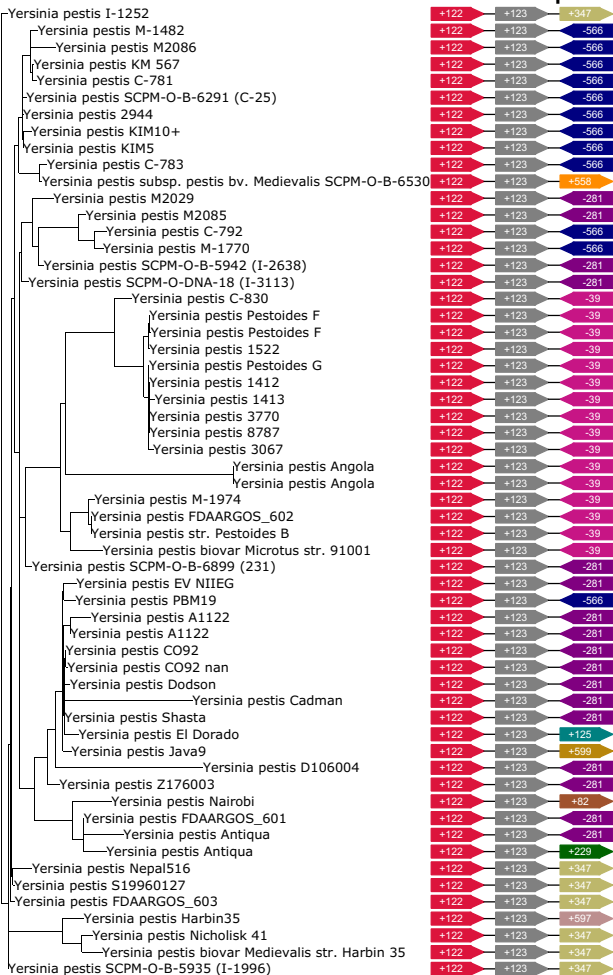 Yersinia pestis I-1252 +122 +123 +347
Yersinia pestis M-1482 +122 +123 -566
Yersinia pestis M2086 +122 +123 -566
Yersinia pestis KM 567 +122 +123 -566
Yersinia pestis C-781 +122 +123 -566
Yersinia pestis SCPM-O-B-6291 (C-25) +122 +123 -566
Yersinia pestis 2944 +122 +123 -566
Yersinia pestis KIM10+ +122 +123 -566
Yersinia pestis KIM5 +122 +123 -566
Yersinia pestis C-783 +122 +123 -566
Yersinia pestis subsp. pestis bv. Medievalis SCPM-O-B-6530 +122 +123 +558
Yersinia pestis M2029 +122 +123 -281
Yersinia pestis M2085 +122 +123 -281
Yersinia pestis C-792 +122 +123 -566
Yersinia pestis M-1770 +122 +123 -566
Yersinia pestis SCPM-O-B-5942 (I-2638) +122 +123 -281
Yersinia pestis SCPM-O-DNA-18 (I-3113) +122 +123 -281
Yersinia pestis C-830 +122 +123 -39
Yersinia pestis Pestoides F +122 +123 -39
Yersinia pestis Pestoides F +122 +123 -39
Yersinia pestis 1522 +122 +123 -39
Yersinia pestis Pestoides G +122 +123 -39
Yersinia pestis 1412 +122 +123 -39
Yersinia pestis 1413 +122 +123 -39
Yersinia pestis 3770 +122 +123 -39
Yersinia pestis 8787 +122 +123 -39
Yersinia pestis 3067 +122 +123 -39
Yersinia pestis Angola +122 +123 -39
Yersinia pestis Angola +122 +123 -39
Yersinia pestis M-1974 +122 +123 -39
Yersinia pestis FDAARGOS_602 +122 +123 -39
Yersinia pestis str. Pestoides B +122 +123 -39
Yersinia pestis biovar Microtus str. 91001 +122 +123 -39
Yersinia pestis SCPM-O-B-6899 (231) +122 +123 -281
Yersinia pestis EV NIIEG +122 +123 -281
Yersinia pestis PBM19 +122 +123 -566
Yersinia pestis A1122 +122 +123 -281
Yersinia pestis A1122 +122 +123 -281
Yersinia pestis CO92 +122 +123 -281
Yersinia pestis CO92 nan +122 +123 -281
Yersinia pestis Dodson +122 +123 -281
Yersinia pestis Cadman +122 +123 -281
Yersinia pestis Shasta +122 +123 -281
Yersinia pestis El Dorado +122 +123 +125
Yersinia pestis Java9 +122 +123 +599
Yersinia pestis D106004 +122 +123 -281
Yersinia pestis Z176003 +122 +123 -281
Yersinia pestis Nairobi +122 +123 +82
Yersinia pestis FDAARGOS_601 +122 +123 -281
Yersinia pestis Antiqua +122 +123 -281
Yersinia pestis Antiqua +122 +123 +229
Yersinia pestis Nepal516 +122 +123 +347
Yersinia pestis S19960127 +122 +123 +347
Yersinia pestis FDAARGOS_603 +122 +123 +347
Yersinia pestis Harbin35 +122 +123 +597
Yersinia pestis Nicholisk 41 +122 +123 +347
Yersinia pestis biovar Medievalis str. Harbin 35 +122 +123 +347
Yersinia pestis SCPM-O-B-5935 (I-1996) +122 +123 +347